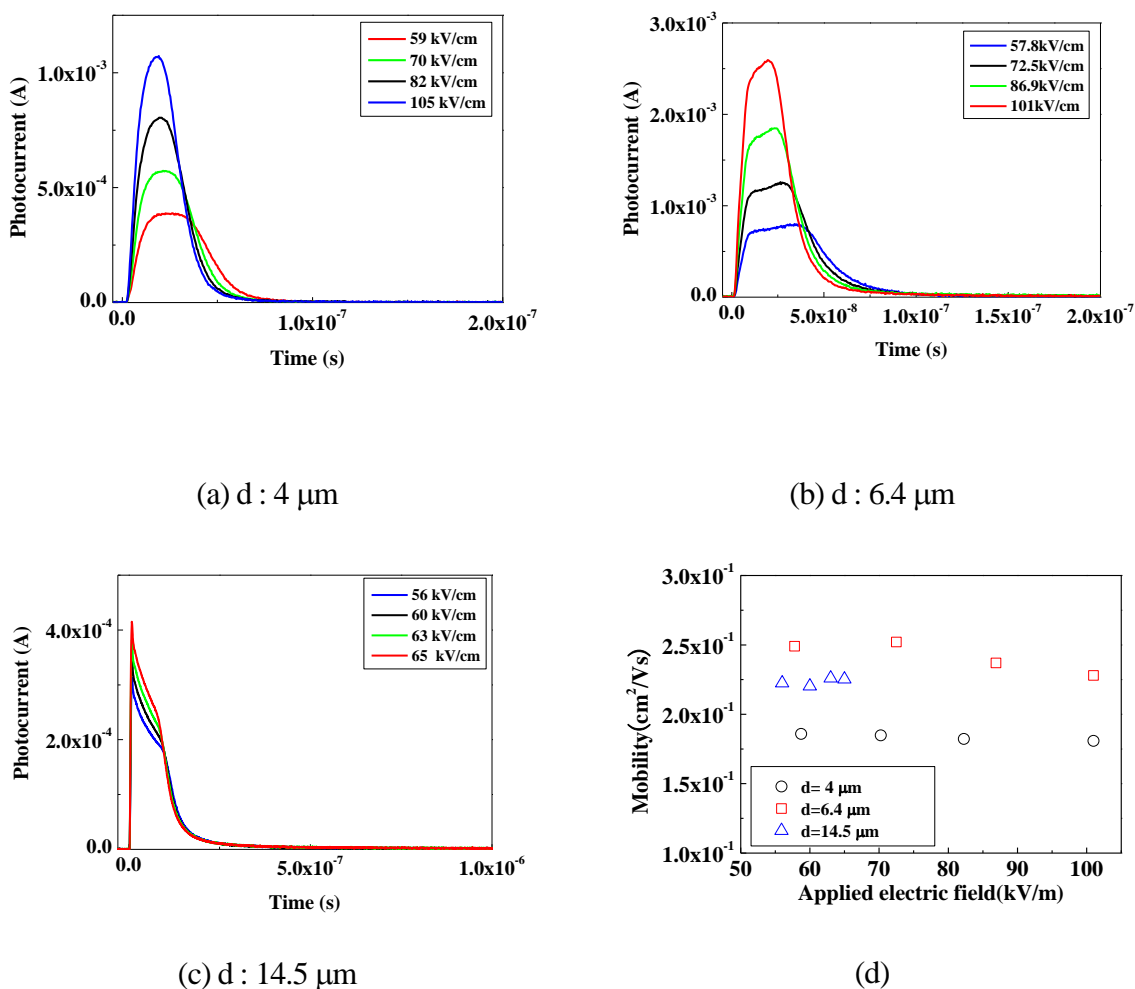 Photocurrent (A)
1.0x10⁻³
5.0x10⁻⁴
0.0
59 kV/cm
70 kV/cm
82 kV/cm
105 kV/cm
0.0
1.0x10⁻⁷
2.0x10⁻⁷
Time (s)
(a) d : 4 μm
Photocurrent (A)
3.0x10⁻³
2.0x10⁻³
1.0x10⁻³
0.0
57.8kV/cm
72.5kV/cm
86.9kV/cm
101kV/cm
0.0
5.0x10⁻⁸
1.0x10⁻⁷
1.5x10⁻⁷
2.0x10⁻⁷
Time (s)
(b) d : 6.4 μm
Photocurrent (A)
4.0x10⁻⁴
2.0x10⁻⁴
0.0
56 kV/cm
60 kV/cm
63 kV/cm
65 kV/cm
0.0
5.0x10⁻⁷
1.0x10⁻⁶
Time (s)
(c) d : 14.5 μm
Mobility(cm²/Vs)
3.0x10⁻¹
2.5x10⁻¹
2.0x10⁻¹
1.5x10⁻¹
1.0x10⁻¹
d= 4 μm
d=6.4 μm
d=14.5 μm
50
60
70
80
90
100
Applied electric field(kV/m)
(d)